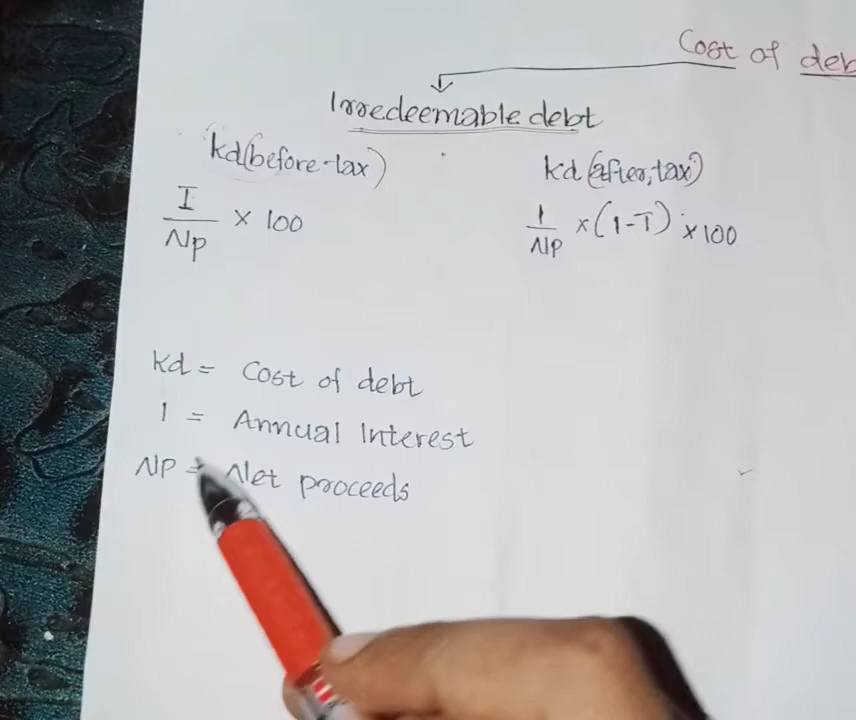 Cost of deb
Irredeemable debt
kd(before-tax)
I/Np × 100
kd (after, tax)
I/NP × (1-T) × 100
kd = Cost of debt
I = Annual Interest
NP = Net proceeds